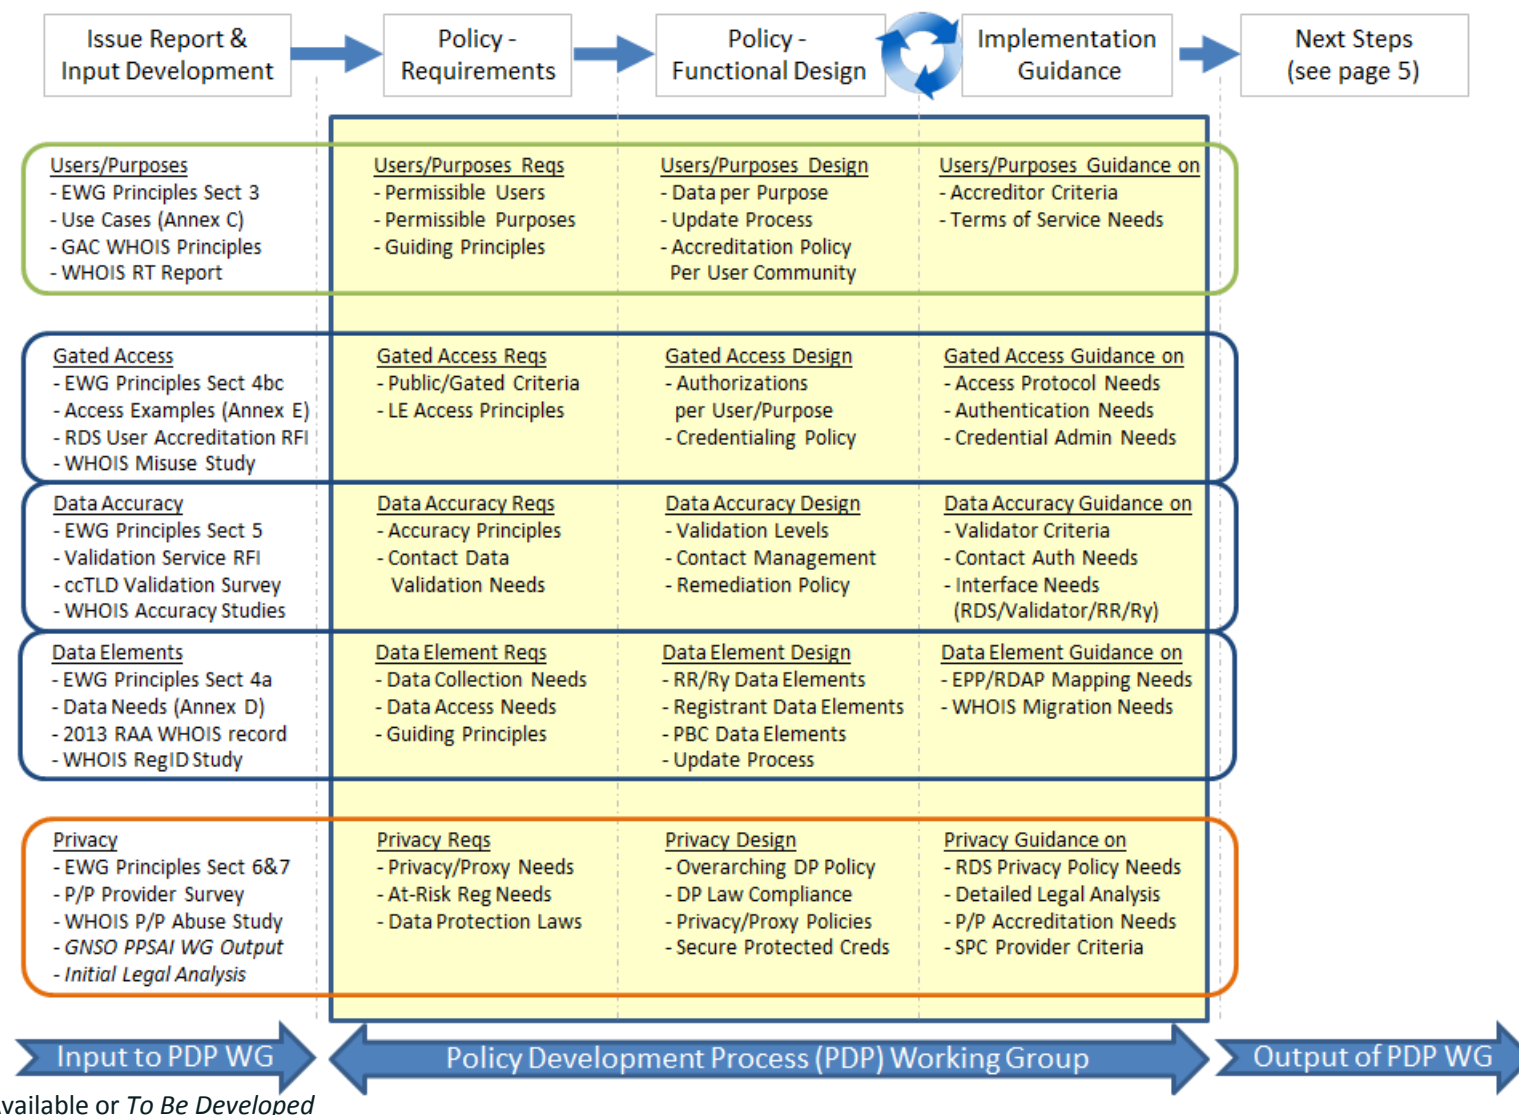 Issue Report &
Input Development
Policy -
Requirements
Policy -
Functional Design
Implementation
Guidance
Next Steps
(see page 5)
Users/Purposes
- EWG Principles Sect 3
- Use Cases (Annex C)
- GAC WHOIS Principles
- WHOIS RT Report
Users/Purposes Reqs
- Permissible Users
- Permissible Purposes
- Guiding Principles
Users/Purposes Design
- Data per Purpose
- Update Process
- Accreditation Policy
Per User Community
Users/Purposes Guidance on
- Accreditor Criteria
- Terms of Service Needs
Gated Access
- EWG Principles Sect 4bc
- Access Examples (Annex E)
- RDS User Accreditation RFI
- WHOIS Misuse Study
Gated Access Reqs
- Public/Gated Criteria
- LE Access Principles
Gated Access Design
- Authorizations
per User/Purpose
- Credentialing Policy
Gated Access Guidance on
- Access Protocol Needs
- Authentication Needs
- Credential Admin Needs
Data Accuracy
- EWG Principles Sect 5
- Validation Service RFI
- ccTLD Validation Survey
- WHOIS Accuracy Studies
Data Accuracy Reqs
- Accuracy Principles
- Contact Data
Validation Needs
Data Accuracy Design
- Validation Levels
- Contact Management
- Remediation Policy
Data Accuracy Guidance on
- Validator Criteria
- Contact Auth Needs
- Interface Needs
(RDS/Validator/RR/Ry)
Data Elements
- EWG Principles Sect 4a
- Data Needs (Annex D)
- 2013 RAA WHOIS record
- WHOIS RegID Study
Data Element Reqs
- Data Collection Needs
- Data Access Needs
- Guiding Principles
Data Element Design
- RR/Ry Data Elements
- Registrant Data Elements
- PBC Data Elements
- Update Process
Data Element Guidance on
- EPP/RDAP Mapping Needs
- WHOIS Migration Needs
Privacy
- EWG Principles Sect 6&7
- P/P Provider Survey
- WHOIS P/P Abuse Study
- GNSO PPSAI WG Output
- Initial Legal Analysis
Privacy Reqs
- Privacy/Proxy Needs
- At-Risk Reg Needs
- Data Protection Laws
Privacy Design
- Overarching DP Policy
- DP Law Compliance
- Privacy/Proxy Policies
- Secure Protected Creds
Privacy Guidance on
- RDS Privacy Policy Needs
- Detailed Legal Analysis
- P/P Accreditation Needs
- SPC Provider Criteria
Input to PDP WG
Policy Development Process (PDP) Working Group
Output of PDP WG
vailable or To Be Developed